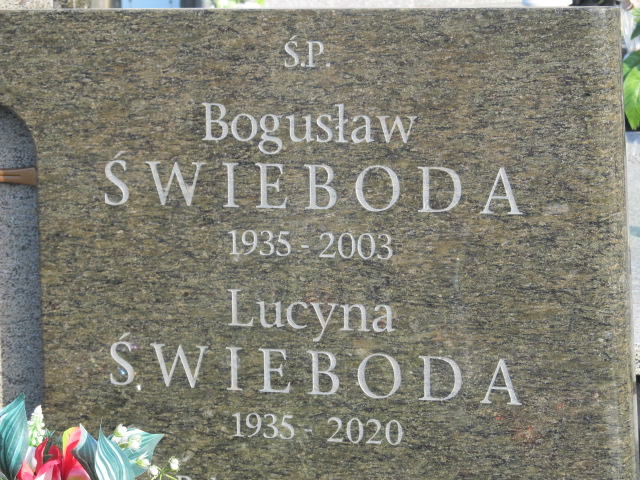 Ś.P.
Bogusław
ŚWIEBODA
1935 - 2003
Lucyna
ŚWIEBODA
1935 - 2020